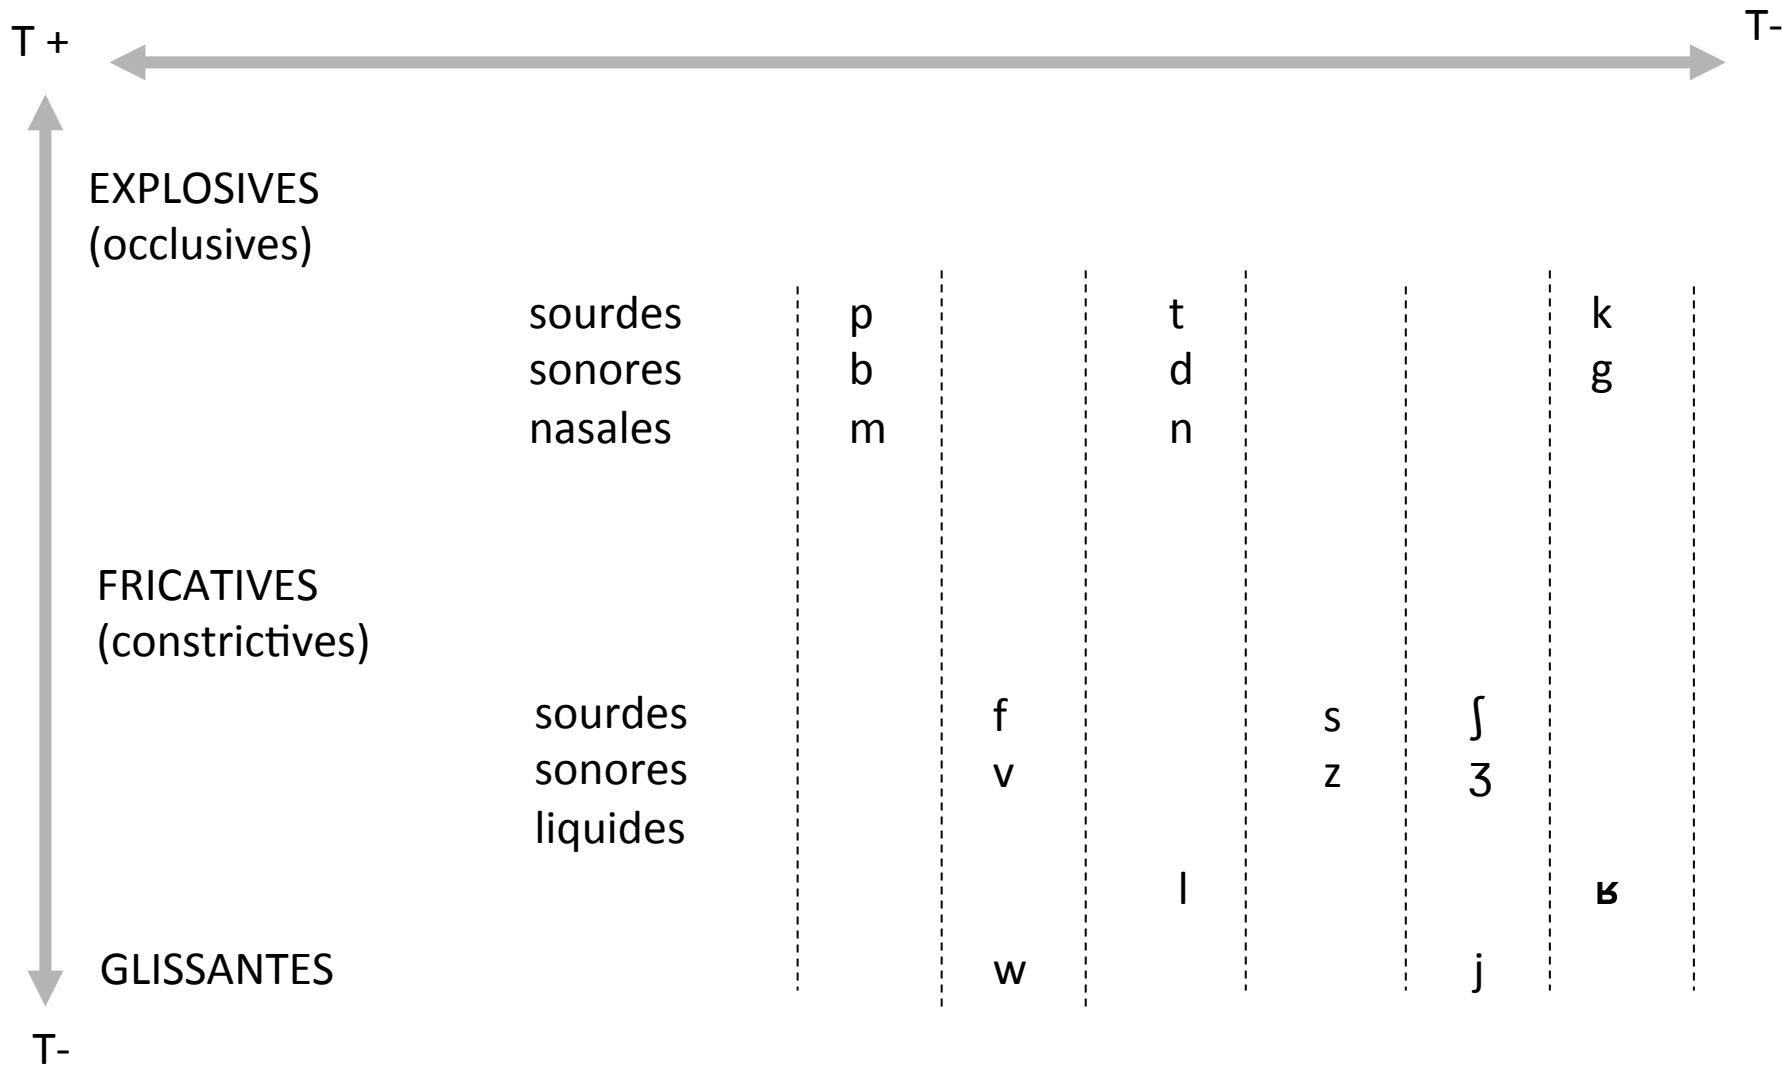 T + T-
EXPLOSIVES
(occlusives)
sourdes p t k
sonores b d g
nasales m n
FRICATIVES
(constrictives)
sourdes f s ʃ
sonores v z ʒ
liquides
l ʁ
GLISSANTES w j
T-